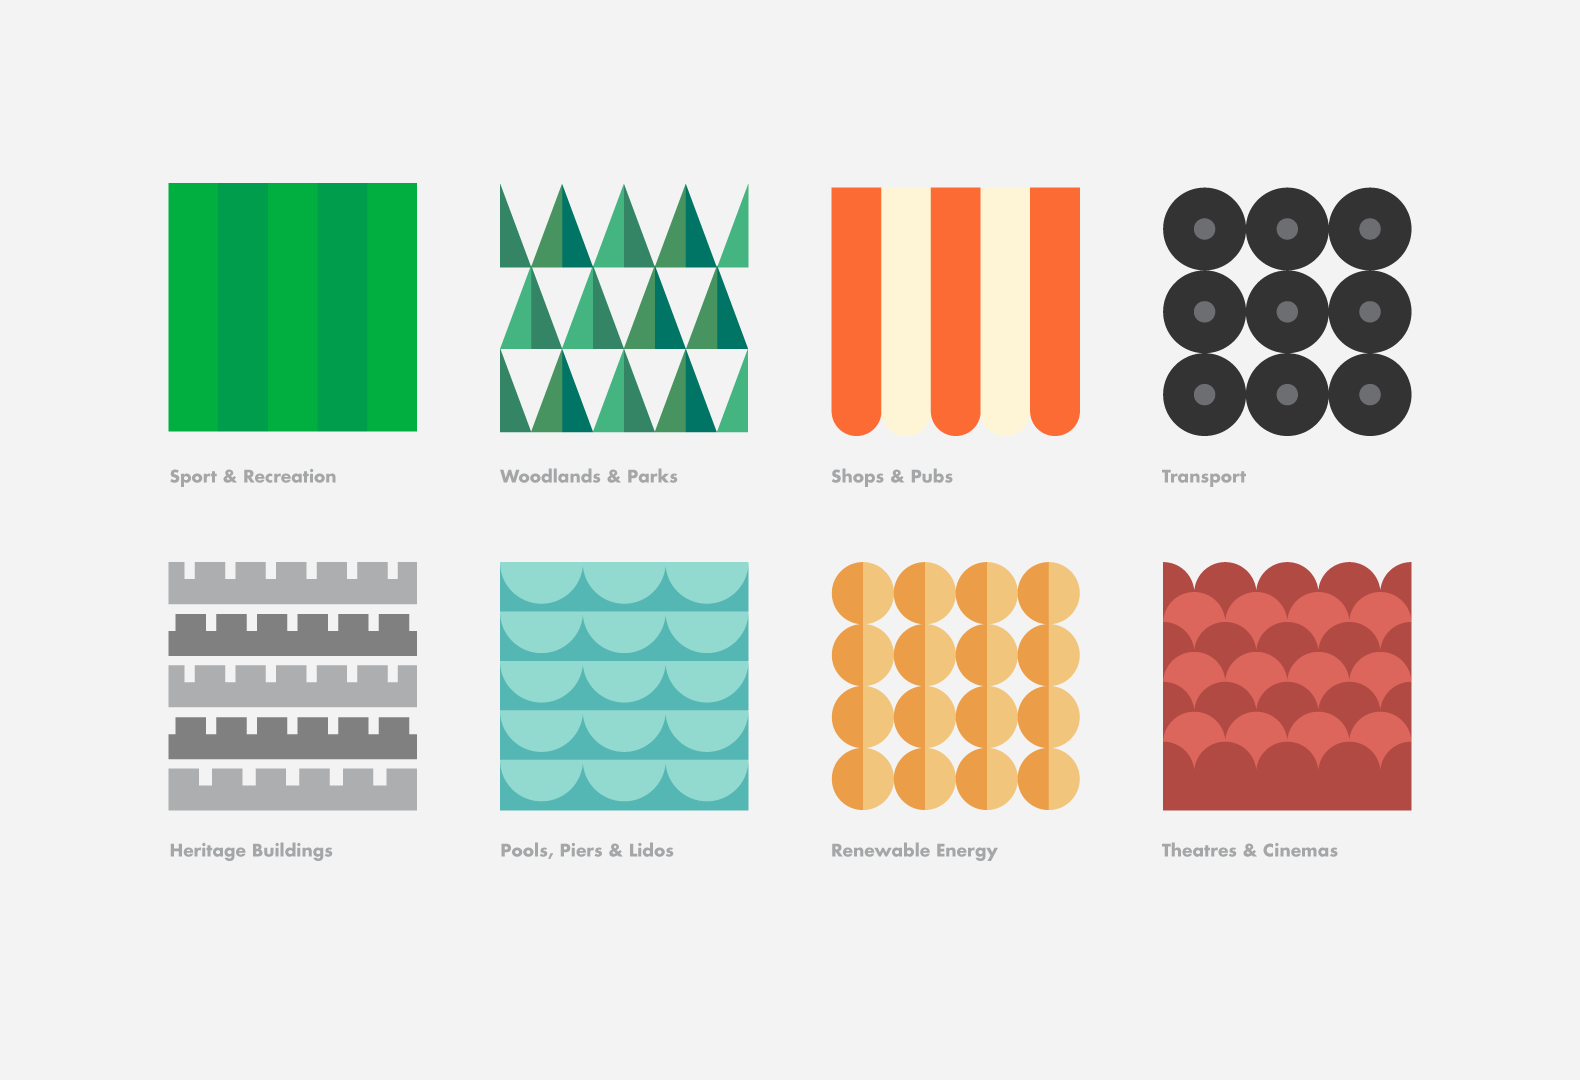 Sport & Recreation
Woodlands & Parks
Shops & Pubs
Transport
Heritage Buildings
Pools, Piers & Lidos
Renewable Energy
Theatres & Cinemas